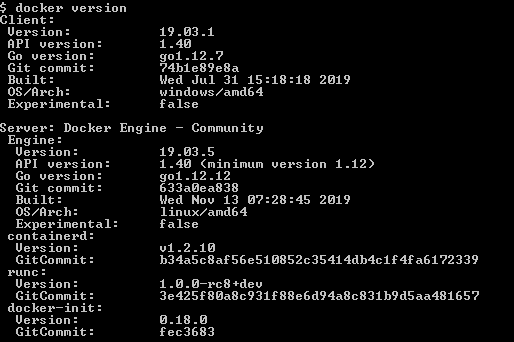 $ docker version
Client:
Version: 19.03.1
API version: 1.40
Go version: go1.12.7
Git commit: 74b1e89e8a
Built: Wed Jul 31 15:18:18 2019
OS/Arch: windows/amd64
Experimental: false
Server: Docker Engine - Community
Engine:
Version: 19.03.5
API version: 1.40 (minimum version 1.12)
Go version: go1.12.12
Git commit: 633a0ea838
Built: Wed Nov 13 07:28:45 2019
OS/Arch: linux/amd64
Experimental: false
containerd:
Version: v1.2.10
GitCommit: b34a5c8af56e510852c35414db4c1f4fa6172339
runc:
Version: 1.0.0-rc8+dev
GitCommit: 3e425f80a8c931f88e6d94a8c831b9d5aa481657
docker-init:
Version: 0.18.0
GitCommit: fec3683